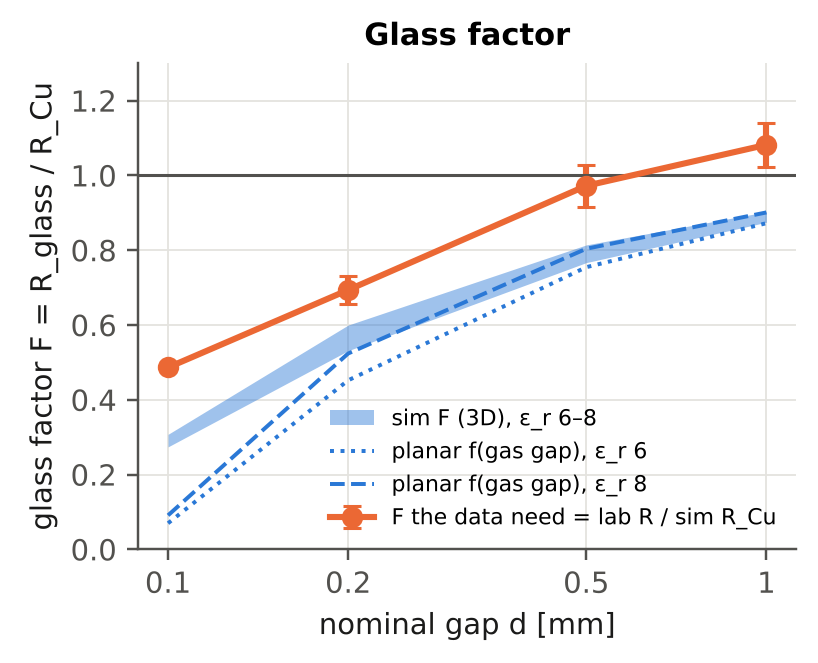 Glass factor
glass factor F = R_glass / R_Cu
1.2
1.0
0.8
0.6
0.4
0.2
0.0
sim F (3D), ε_r 6–8
planar f(gas gap), ε_r 6
planar f(gas gap), ε_r 8
F the data need = lab R / sim R_Cu
0.1 0.2 0.5 1
nominal gap d [mm]